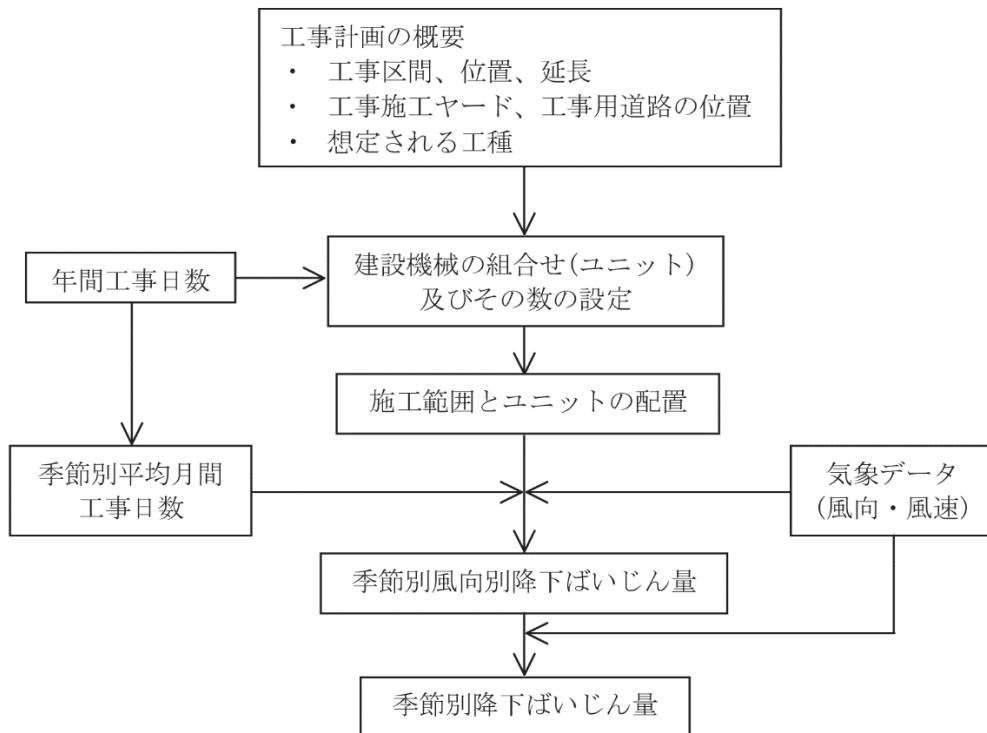 工事計画の概要
・ 工事区間、位置、延長
・ 工事施工ヤード、工事用道路の位置
・ 想定される工種
年間工事日数
建設機械の組合せ(ユニット)
及びその数の設定
施工範囲とユニットの配置
季節別平均月間
工事日数
気象データ
(風向・風速)
季節別風向別降下ばいじん量
季節別降下ばいじん量